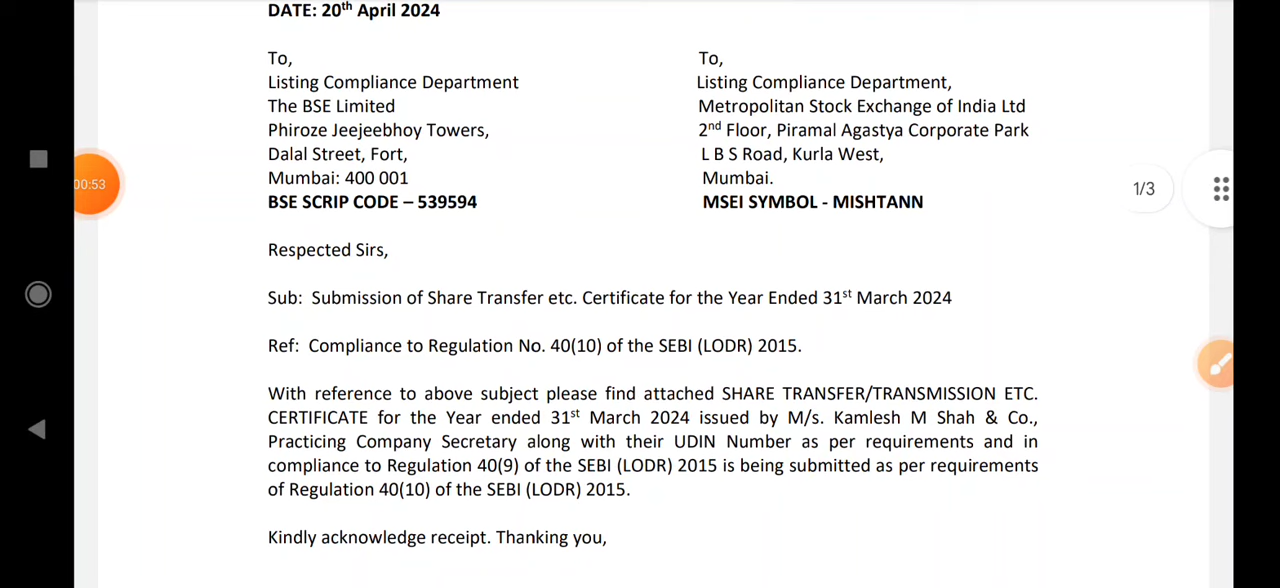 DATE: 20th April 2024
To,
Listing Compliance Department
The BSE Limited
Phiroze Jeejeebhoy Towers,
Dalal Street, Fort,
Mumbai: 400 001
BSE SCRIP CODE – 539594
To,
Listing Compliance Department,
Metropolitan Stock Exchange of India Ltd
2nd Floor, Piramal Agastya Corporate Park
L B S Road, Kurla West,
Mumbai.
MSEI SYMBOL - MISHTANN
00:53
1/3
Respected Sirs,
Sub: Submission of Share Transfer etc. Certificate for the Year Ended 31st March 2024
Ref: Compliance to Regulation No. 40(10) of the SEBI (LODR) 2015.
With reference to above subject please find attached SHARE TRANSFER/TRANSMISSION ETC.
CERTIFICATE for the Year ended 31st March 2024 issued by M/s. Kamlesh M Shah & Co.,
Practicing Company Secretary along with their UDIN Number as per requirements and in
compliance to Regulation 40(9) of the SEBI (LODR) 2015 is being submitted as per requirements
of Regulation 40(10) of the SEBI (LODR) 2015.
Kindly acknowledge receipt. Thanking you,